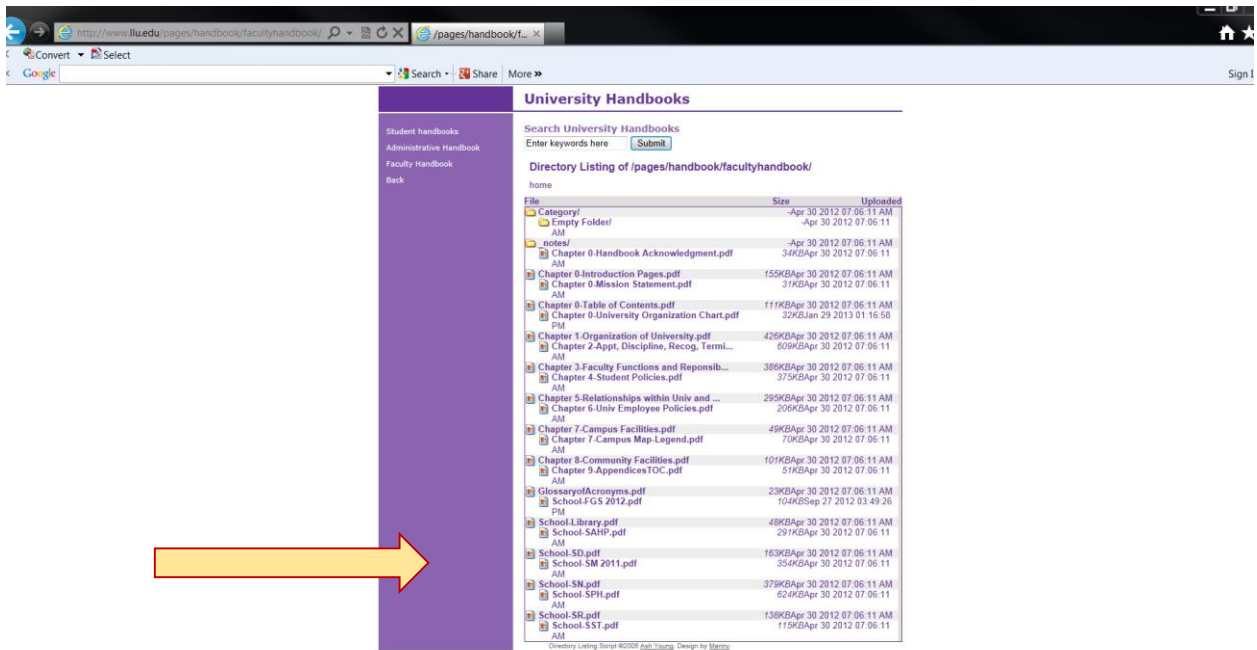 http://www.llu.edu/pages/handbook/facultyhandbook/
/pages/handbook/f...
Convert Select
Google Search Share More »
Sign I
University Handbooks
Student handbooks
Administrative Handbook
Faculty Handbook
Back
Search University Handbooks
Enter keywords here Submit
Directory Listing of /pages/handbook/facultyhandbook/
home
File Size Uploaded
Category/ -Apr 30 2012 07:06:11 AM
Empty Folder/ -Apr 30 2012 07:06:11
AM
_notes/ -Apr 30 2012 07:06:11 AM
Chapter 0-Handbook Acknowledgment.pdf 34KBApr 30 2012 07:06:11
AM
Chapter 0-Introduction Pages.pdf 155KBApr 30 2012 07:06:11 AM
Chapter 0-Mission Statement.pdf 31KBApr 30 2012 07:06:11
AM
Chapter 0-Table of Contents.pdf 111KBApr 30 2012 07:06:11 AM
Chapter 0-University Organization Chart.pdf 32KBJan 29 2013 01:16:58
PM
Chapter 1-Organization of University.pdf 426KBApr 30 2012 07:06:11 AM
Chapter 2-Appt, Discipline, Recog, Termi... 609KBApr 30 2012 07:06:11
AM
Chapter 3-Faculty Functions and Reponsib... 386KBApr 30 2012 07:06:11 AM
Chapter 4-Student Policies.pdf 375KBApr 30 2012 07:06:11
AM
Chapter 5-Relationships within Univ and ... 295KBApr 30 2012 07:06:11 AM
Chapter 6-Univ Employee Policies.pdf 206KBApr 30 2012 07:06:11
AM
Chapter 7-Campus Facilities.pdf 49KBApr 30 2012 07:06:11 AM
Chapter 7-Campus Map-Legend.pdf 70KBApr 30 2012 07:06:11
AM
Chapter 8-Community Facilities.pdf 101KBApr 30 2012 07:06:11 AM
Chapter 9-AppendicesTOC.pdf 51KBApr 30 2012 07:06:11
AM
GlossaryofAcronyms.pdf 23KBApr 30 2012 07:06:11 AM
School-FGS 2012.pdf 104KBSep 27 2012 03:49:26
PM
School-Library.pdf 48KBApr 30 2012 07:06:11 AM
School-SAHP.pdf 291KBApr 30 2012 07:06:11
AM
School-SD.pdf 163KBApr 30 2012 07:06:11 AM
School-SM 2011.pdf 354KBApr 30 2012 07:06:11
AM
School-SN.pdf 379KBApr 30 2012 07:06:11 AM
School-SPH.pdf 624KBApr 30 2012 07:06:11
AM
School-SR.pdf 138KBApr 30 2012 07:06:11 AM
School-SST.pdf 115KBApr 30 2012 07:06:11
AM
Directory Listing Script ©2005 Ash Young. Design by Manny.